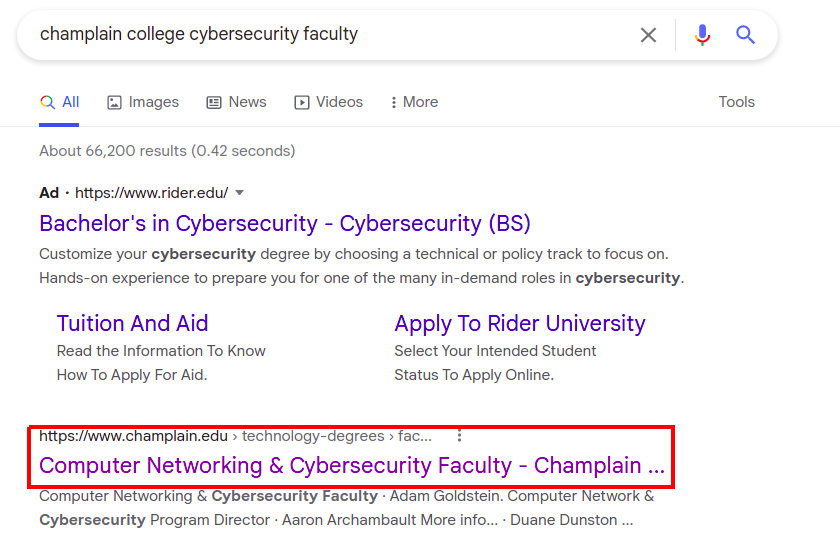 champlain college cybersecurity faculty
All Images News Videos More Tools
About 66,200 results (0.42 seconds)
Ad · https://www.rider.edu/
Bachelor's in Cybersecurity - Cybersecurity (BS)
Customize your cybersecurity degree by choosing a technical or policy track to focus on.
Hands-on experience to prepare you for one of the many in-demand roles in cybersecurity.
Tuition And Aid
Read the Information To Know
How To Apply For Aid.
Apply To Rider University
Select Your Intended Student
Status To Apply Online.
https://www.champlain.edu › technology-degrees › fac...
Computer Networking & Cybersecurity Faculty - Champlain ...
Computer Networking & Cybersecurity Faculty · Adam Goldstein. Computer Network &
Cybersecurity Program Director · Aaron Archambault More info... · Duane Dunston ...